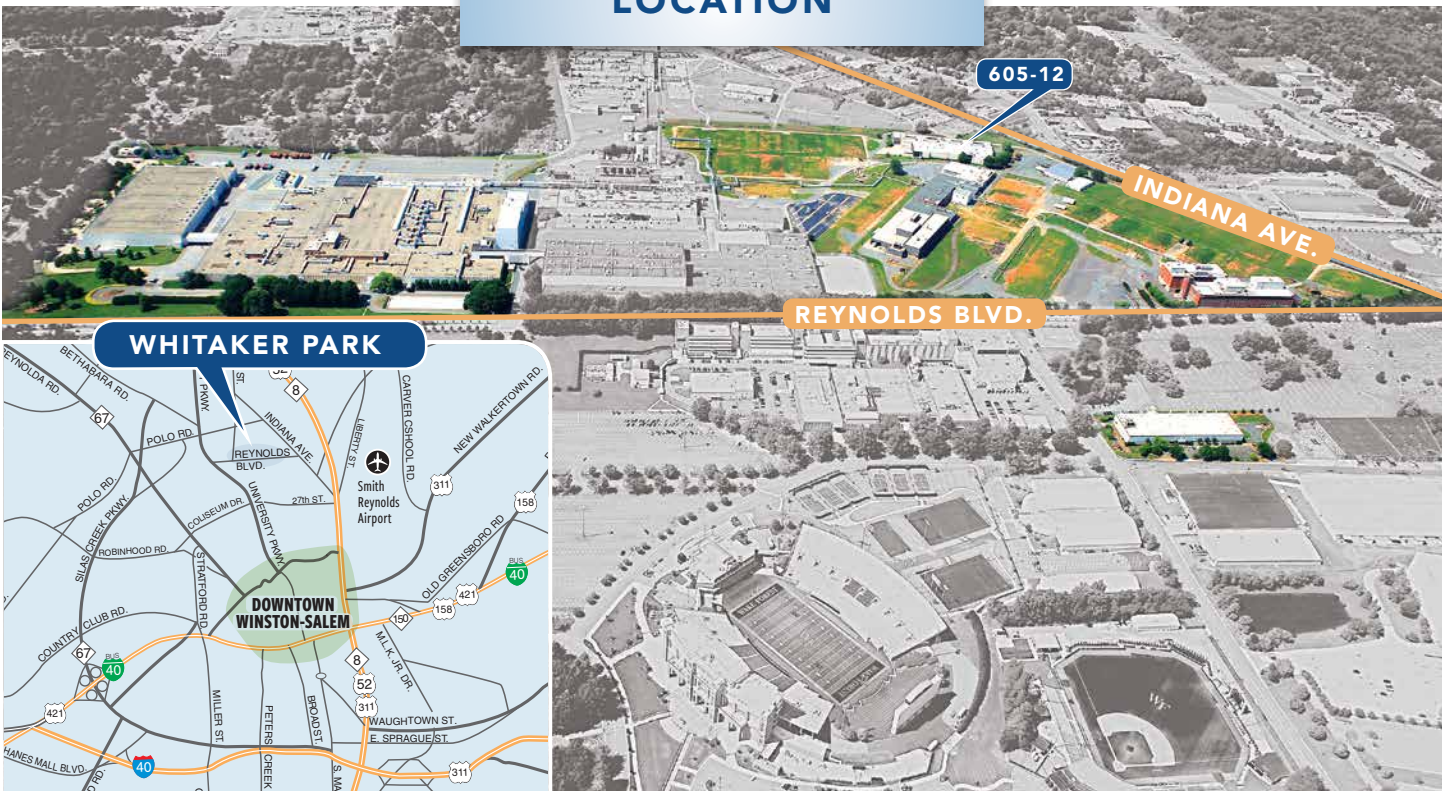 LOCATION
605-12
INDIANA AVE.
REYNOLDS BLVD.
WHITAKER PARK
BETHABARA RD.
PKWY.
ST.
52
8
CARVER CSHOOL RD.
NEW WALKERTOWN RD.
67
POLO RD.
INDIANA AVE.
LIBERTY ST.
REYNOLDS
BLVD.
Smith
Reynolds
Airport
311
158
POLO RD.
SILAS CREEK PKWY.
COLISEUM DR.
27th ST.
UNIVERSITY PKWY.
ROBINHOOD RD.
S STRATFORD RD.
OLD GREENSBORO RD
BUS
40
DOWNTOWN
WINSTON-SALEM
421
158
150
COUNTRY CLUB RD.
67
BUS
40
8
M.L.K. JR. DR.
52
311
421
MILLER ST.
PETERS CREEK
BROAD ST.
WAUGHTOWN ST.
E. SPRAGUE ST.
HANES MALL BLVD.
40
311
WAKE FOREST
WF